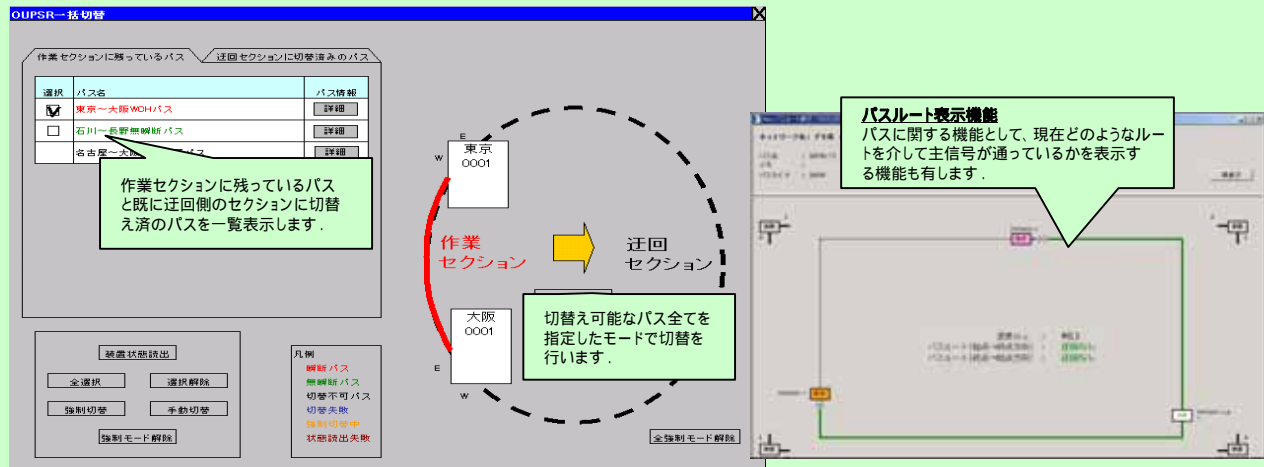 OUPSR一括切替
X
作業セクションに残っているパス
迂回セクションに切替済みのパス
選択 パス名 パス情報
東京～大阪WOHパス 詳細
石川～長野無瞬断パス 詳細
名古屋～大 パス 詳細
作業セクションに残っているパス
と既に迂回側のセクションに切替
え済のパスを一覧表示します.
装置状態読出
全選択 選択解除
強制切替 手動切替
強制モード解除
凡例
瞬断パス
無瞬断パス
切替不可パス
切替失敗
強制切替中
状態読出失敗
E
W
東京
0001
作業
セクション
迂回
セクション
大阪
0001
E
W
切替え可能なパス全てを
指定したモードで切替を
行います.
全強制モード解除
パスルート表示機能
パスに関する機能として、現在どのようなルー
トを介して主信号が通っているかを表示す
る機能も有します.